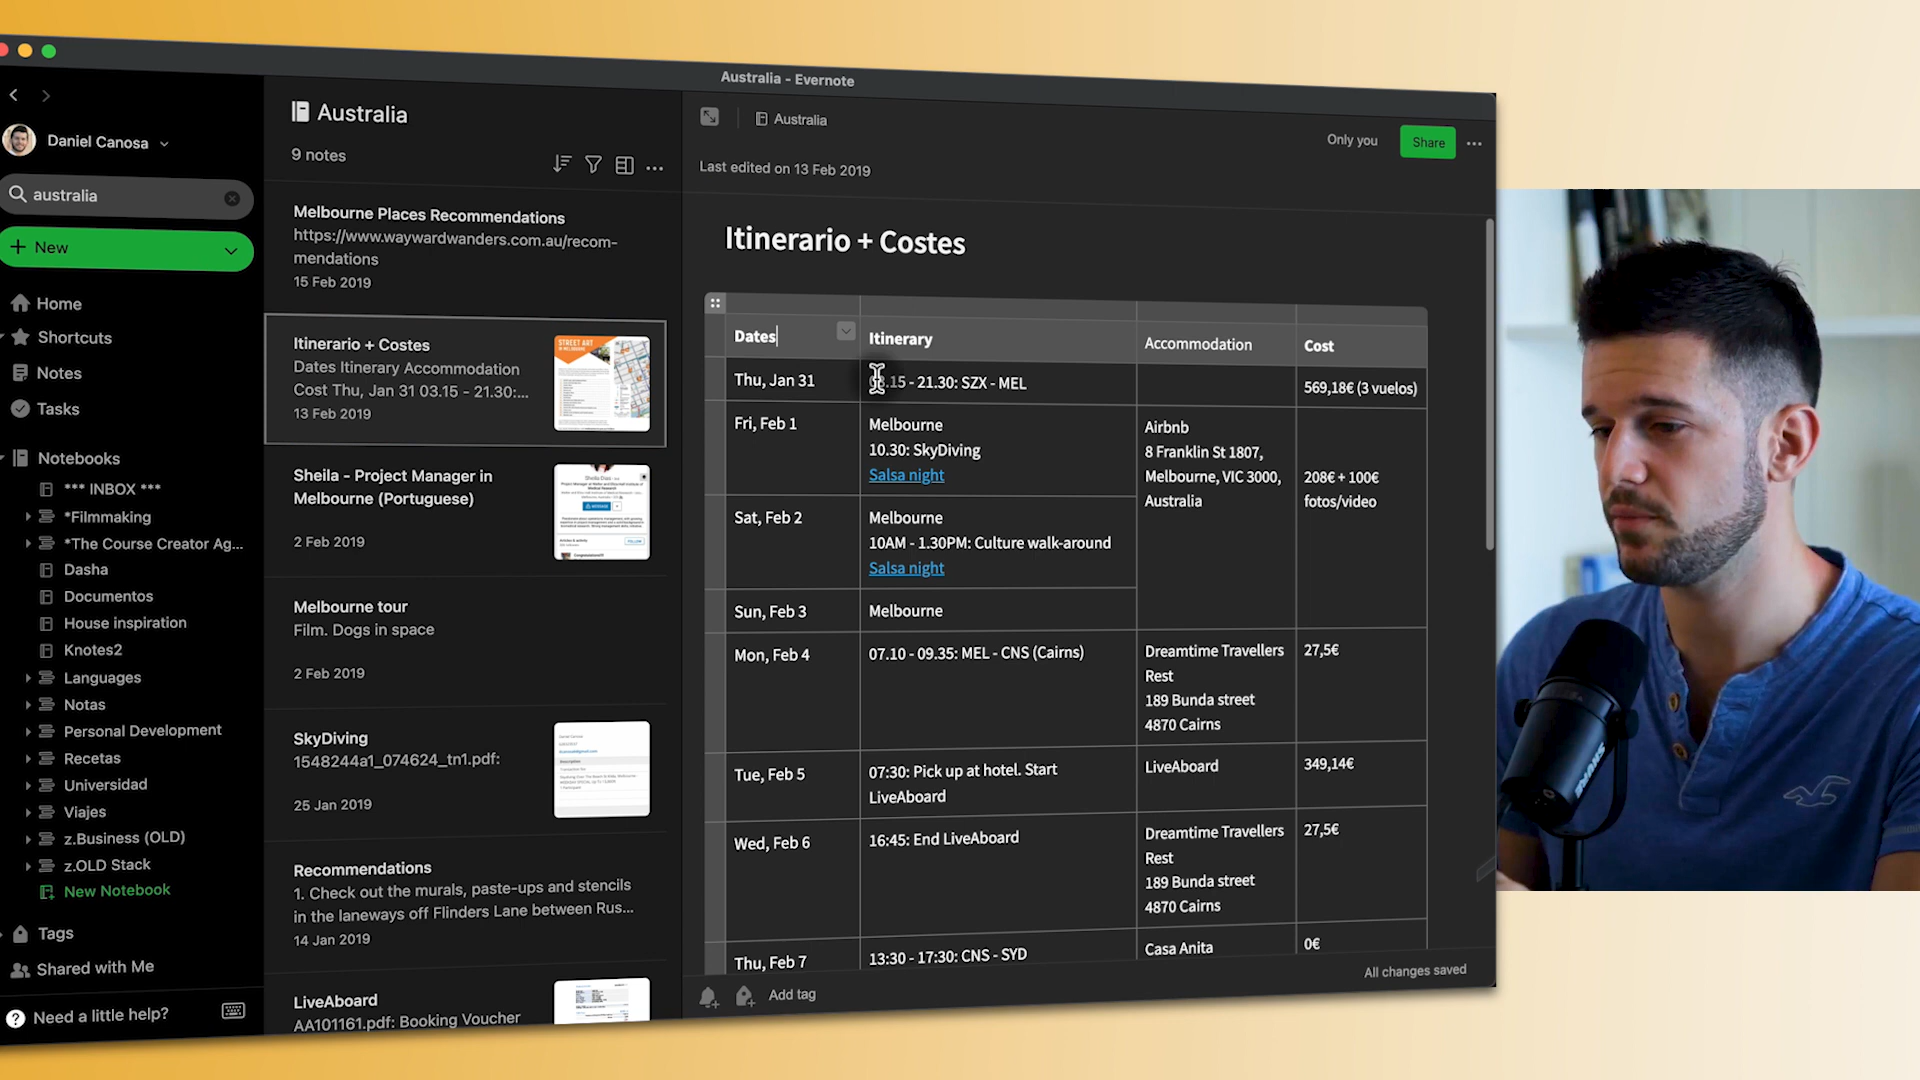 Australia - Evernote
Daniel Canosa
australia
New
Home
Shortcuts
Notes
Tasks
Notebooks
*** INBOX ***
*Filmmaking
*The Course Creator Ag...
Dasha
Documentos
House inspiration
Knotes2
Languages
Notas
Personal Development
Recetas
Universidad
Viajes
z.Business (OLD)
z.OLD Stack
New Notebook
Tags
Shared with Me
Need a little help?
Australia
9 notes
Melbourne Places Recommendations
https://www.waywardwanders.com.au/recom-
mendations
15 Feb 2019
Itinerario + Costes
Dates Itinerary Accommodation
Cost Thu, Jan 31 03.15 - 21.30:...
13 Feb 2019
STREET ART
Sheila - Project Manager in
Melbourne (Portuguese)
2 Feb 2019
Melbourne tour
Film. Dogs in space
2 Feb 2019
SkyDiving
1548244a1_074624_tn1.pdf:
25 Jan 2019
Recommendations
1. Check out the murals, paste-ups and stencils
in the laneways off Flinders Lane between Rus...
14 Jan 2019
LiveAboard
AA101161.pdf: Booking Voucher
Australia
Only you
Share
Last edited on 13 Feb 2019
Itinerario + Costes
Dates Itinerary Accommodation Cost
Thu, Jan 31 03.15 - 21.30: SZX - MEL 569,18€ (3 vuelos)
Fri, Feb 1
Melbourne
10.30: SkyDiving
Salsa night
Airbnb
8 Franklin St 1807,
Melbourne, VIC 3000,
Australia
208€ + 100€
fotos/video
Sat, Feb 2
Melbourne
10AM - 1.30PM: Culture walk-around
Salsa night
Sun, Feb 3 Melbourne
Mon, Feb 4 07.10 - 09.35: MEL - CNS (Cairns)
Dreamtime Travellers
Rest
189 Bunda street
4870 Cairns
27,5€
Tue, Feb 5
07:30: Pick up at hotel. Start
LiveAboard
LiveAboard
349,14€
Wed, Feb 6 16:45: End LiveAboard
Dreamtime Travellers
Rest
189 Bunda street
4870 Cairns
27,5€
Thu, Feb 7 13:30 - 17:30: CNS - SYD Casa Anita 0€
All changes saved
Add tag
SHURE